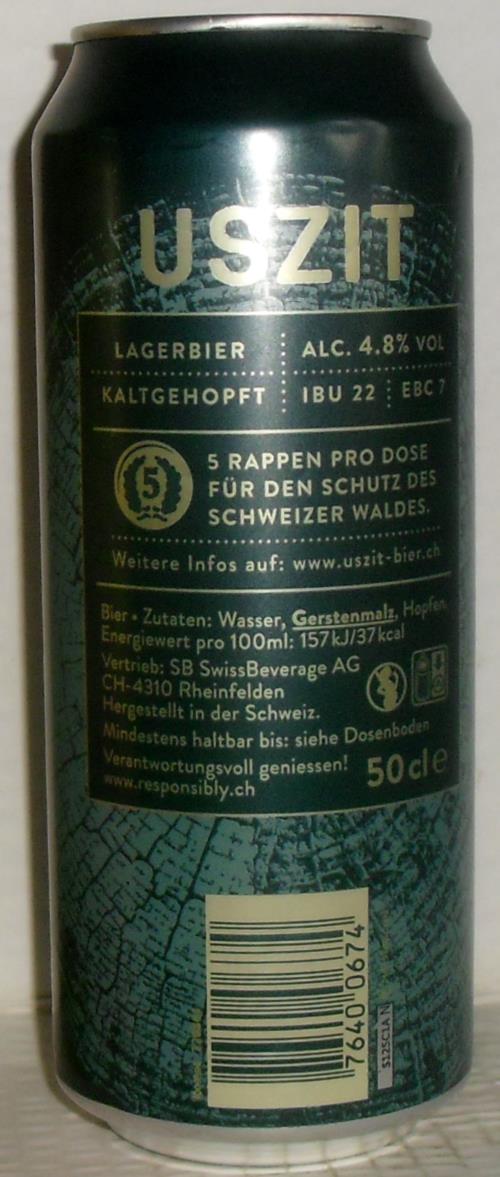 USZIT
LAGERBIER ALC. 4.8% VOL
KALTGEHOPFT IBU 22 EBC 7
5
5 RAPPEN PRO DOSE
FÜR DEN SCHUTZ DES
SCHWEIZER WALDES.
Weitere Infos auf: www.uszit-bier.ch
Bier • Zutaten: Wasser, Gerstenmalz, Hopfen.
Energiewert pro 100ml: 157kJ/37kcal
Vertrieb: SB SwissBeverage AG
CH-4310 Rheinfelden
Hergestellt in der Schweiz.
Mindestens haltbar bis: siehe Dosenboden
Verantwortungsvoll geniessen!
www.responsibly.ch
50 cl e
7640 0674